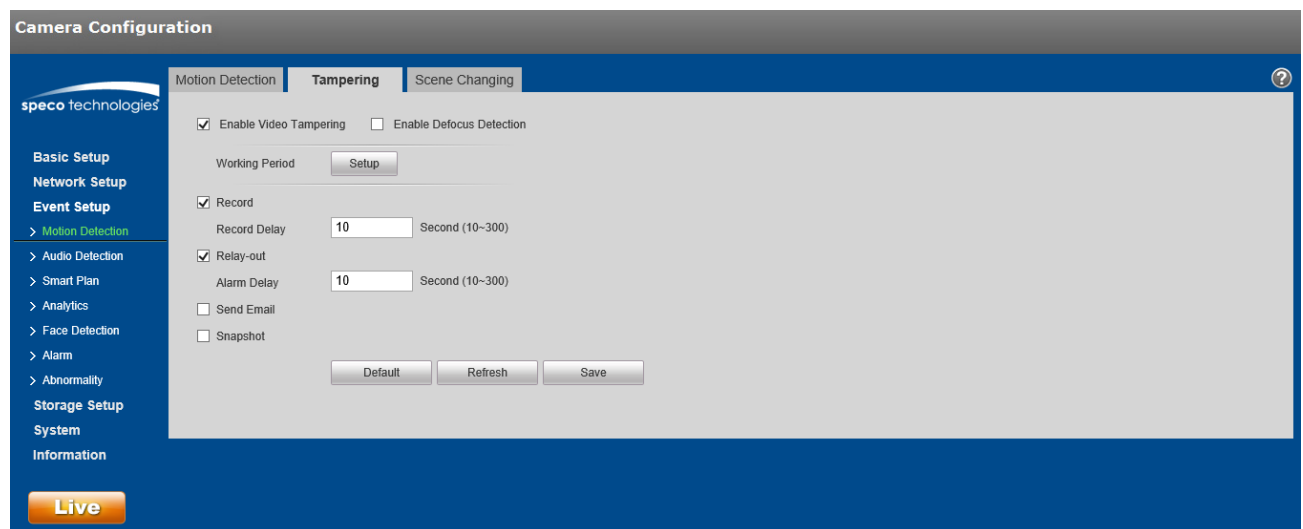 Camera Configuration
speco technologies
Motion Detection Tampering Scene Changing ?
Enable Video Tampering Enable Defocus Detection
Working Period Setup
Record
Record Delay 10 Second (10~300)
Relay-out
Alarm Delay 10 Second (10~300)
Send Email
Snapshot
Default Refresh Save
Basic Setup
Network Setup
Event Setup
> Motion Detection
> Audio Detection
> Smart Plan
> Analytics
> Face Detection
> Alarm
> Abnormality
Storage Setup
System
Information
Live